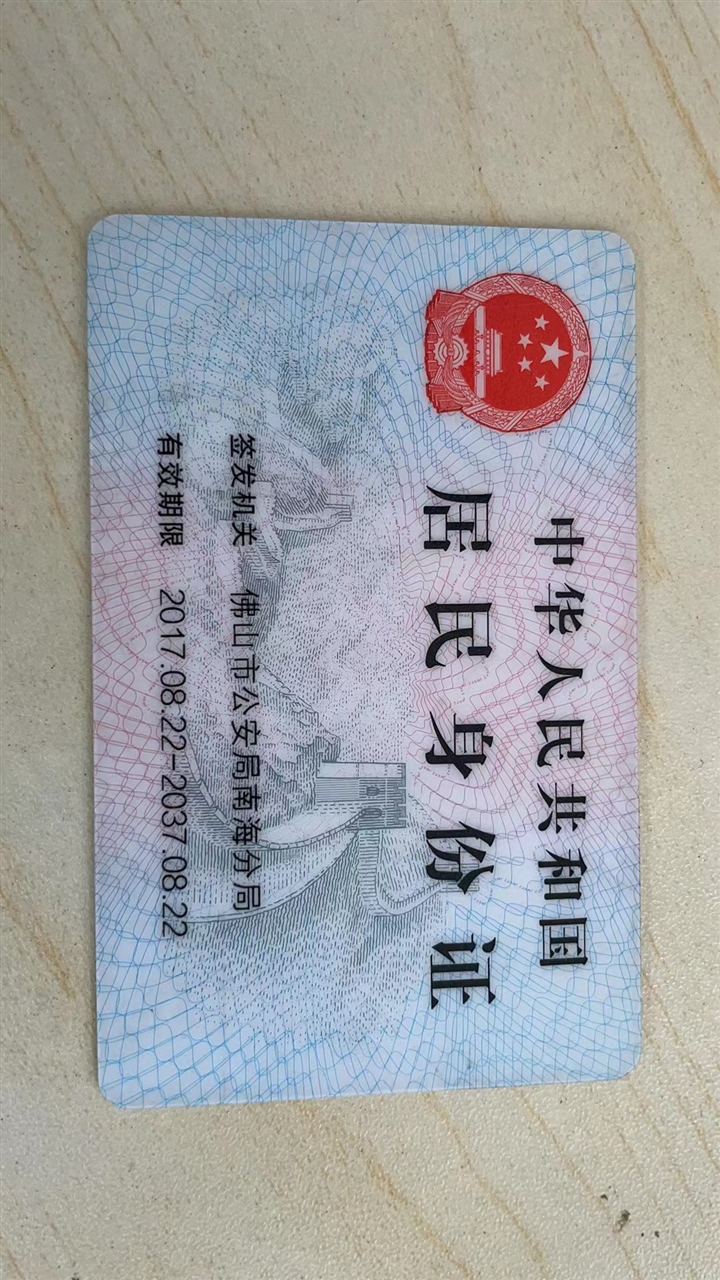 中华人民共和国
居民身份证
签发机关 佛山市公安局南海分局
有效期限 2017.08.22-2037.08.22